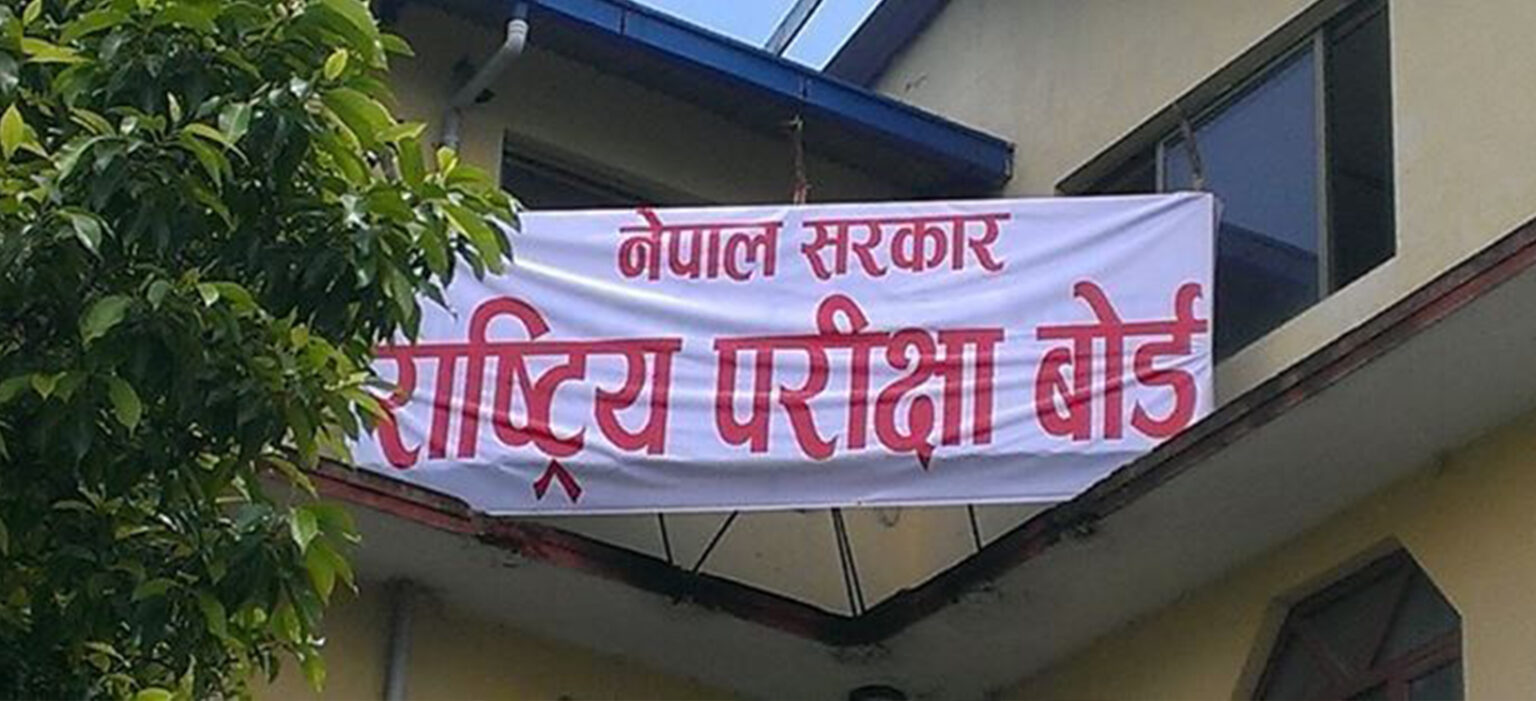 नेपाल सरकार
राष्ट्रिय परीक्षा बोर्ड